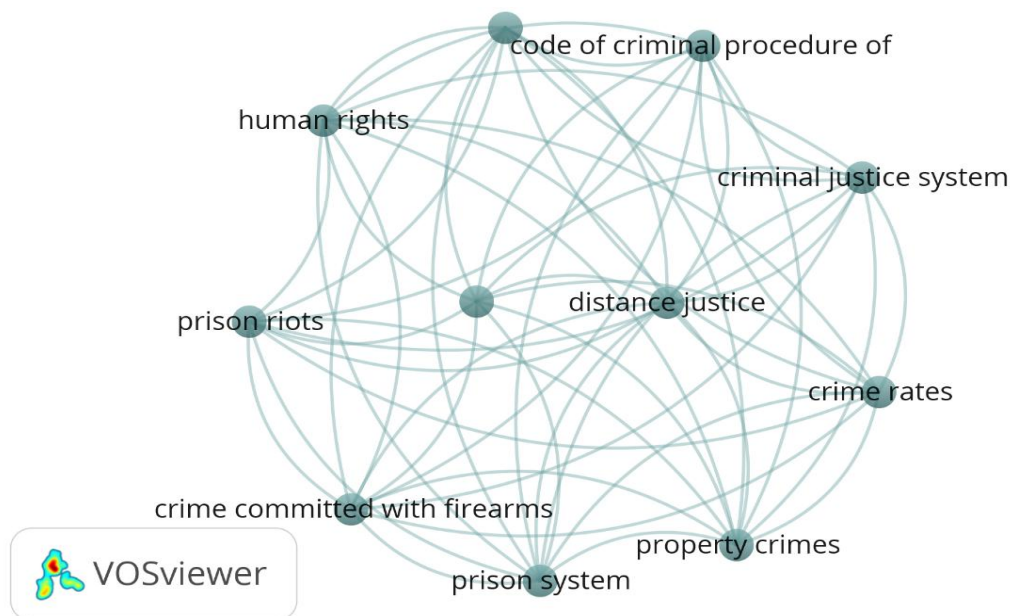 code of criminal procedure of
human rights
criminal justice system
distance justice
prison riots
crime rates
crime committed with firearms
property crimes
VOSviewer
prison system